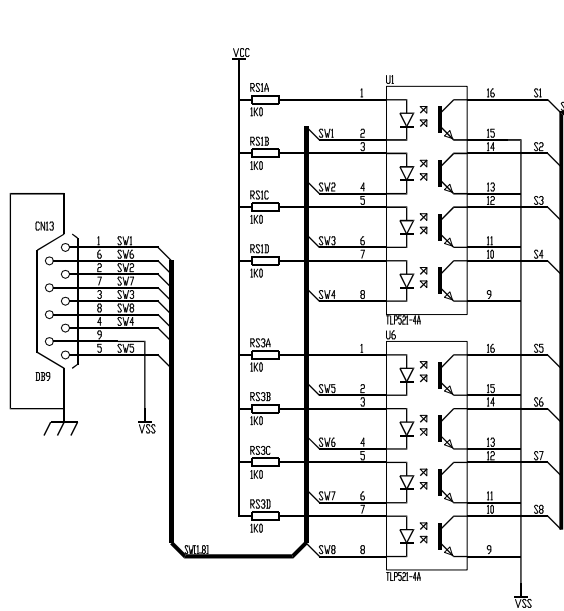 VCC
U1
RS1A 1 16 S1
1K0
SW1 2 15
RS1B 3 14 S2
1K0
SW2 4 13
RS1C 5 12 S3
1K0
SW3 6 11
RS1D 7 10 S4
1K0
SW4 8 9
TLP521-4A
CN13
1 SW1
6 SW6
2 SW2
7 SW7
3 SW3
8 SW8
4 SW4
9
5 SW5
DB9
VSS
U6
RS3A 1 16 S5
1K0
SW5 2 15
RS3B 3 14 S6
1K0
SW6 4 13
RS3C 5 12 S7
1K0
SW7 6 11
RS3D 7 10 S8
1K0
SW8 8 9
SW[1..8]
TLP521-4A
VSS